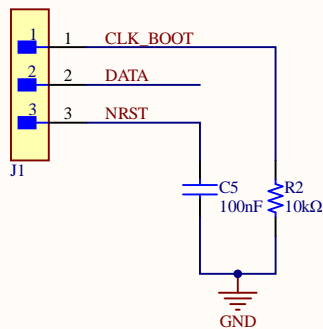 1 1 CLK_BOOT
2 2 DATA
3 3 NRST
J1
C5
100nF
R2
10kΩ
GND